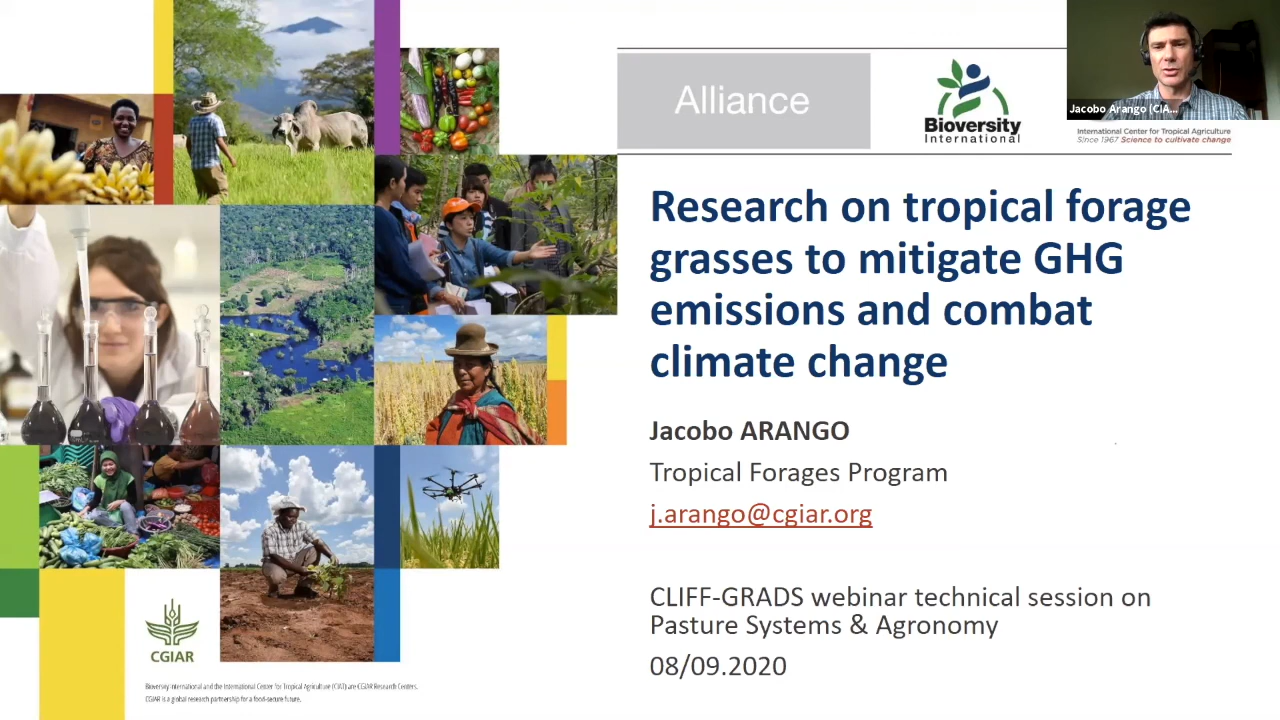 Alliance
Bioversity
International
Jacobo Arango (CIA...
International Center for Tropical Agriculture
Since 1967 Science to cultivate change
Research on tropical forage
grasses to mitigate GHG
emissions and combat
climate change
Jacobo ARANGO
Tropical Forages Program
j.arango@cgiar.org
CLIFF-GRADS webinar technical session on
Pasture Systems & Agronomy
08/09.2020
CGIAR
Bioversity International and the International Center for Tropical Agriculture (CIAT) are CGIAR Research Centers.
CGIAR is a global research partnership for a food-secure future.